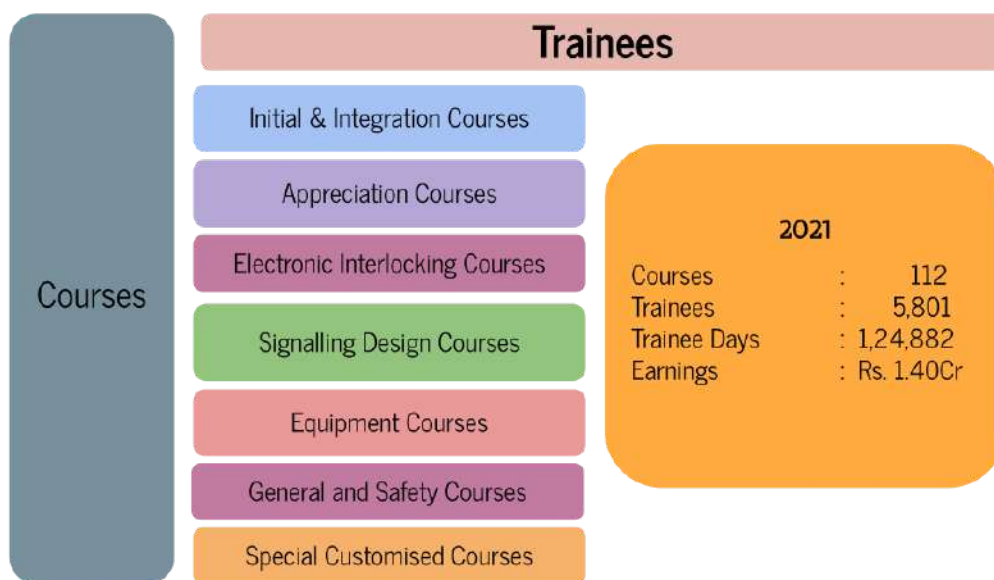 Trainees
Courses
Initial & Integration Courses
Appreciation Courses
Electronic Interlocking Courses
Signalling Design Courses
Equipment Courses
General and Safety Courses
Special Customised Courses
2021
Courses : 112
Trainees : 5,801
Trainee Days : 1,24,882
Earnings : Rs. 1.40Cr